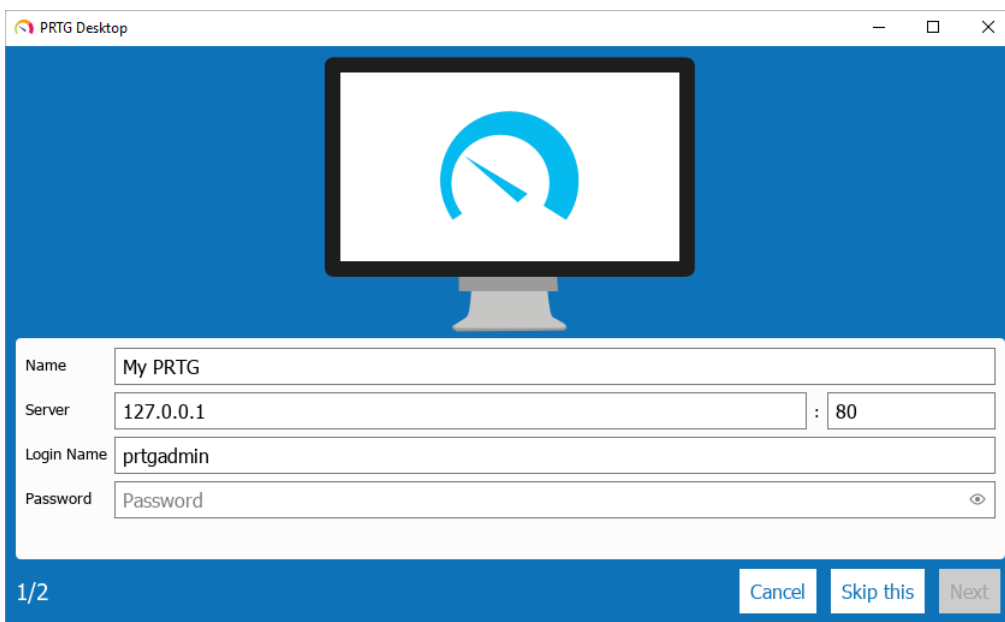 PRTG Desktop
Name My PRTG
Server 127.0.0.1 : 80
Login Name prtgadmin
Password Password
1/2 Cancel Skip this Next